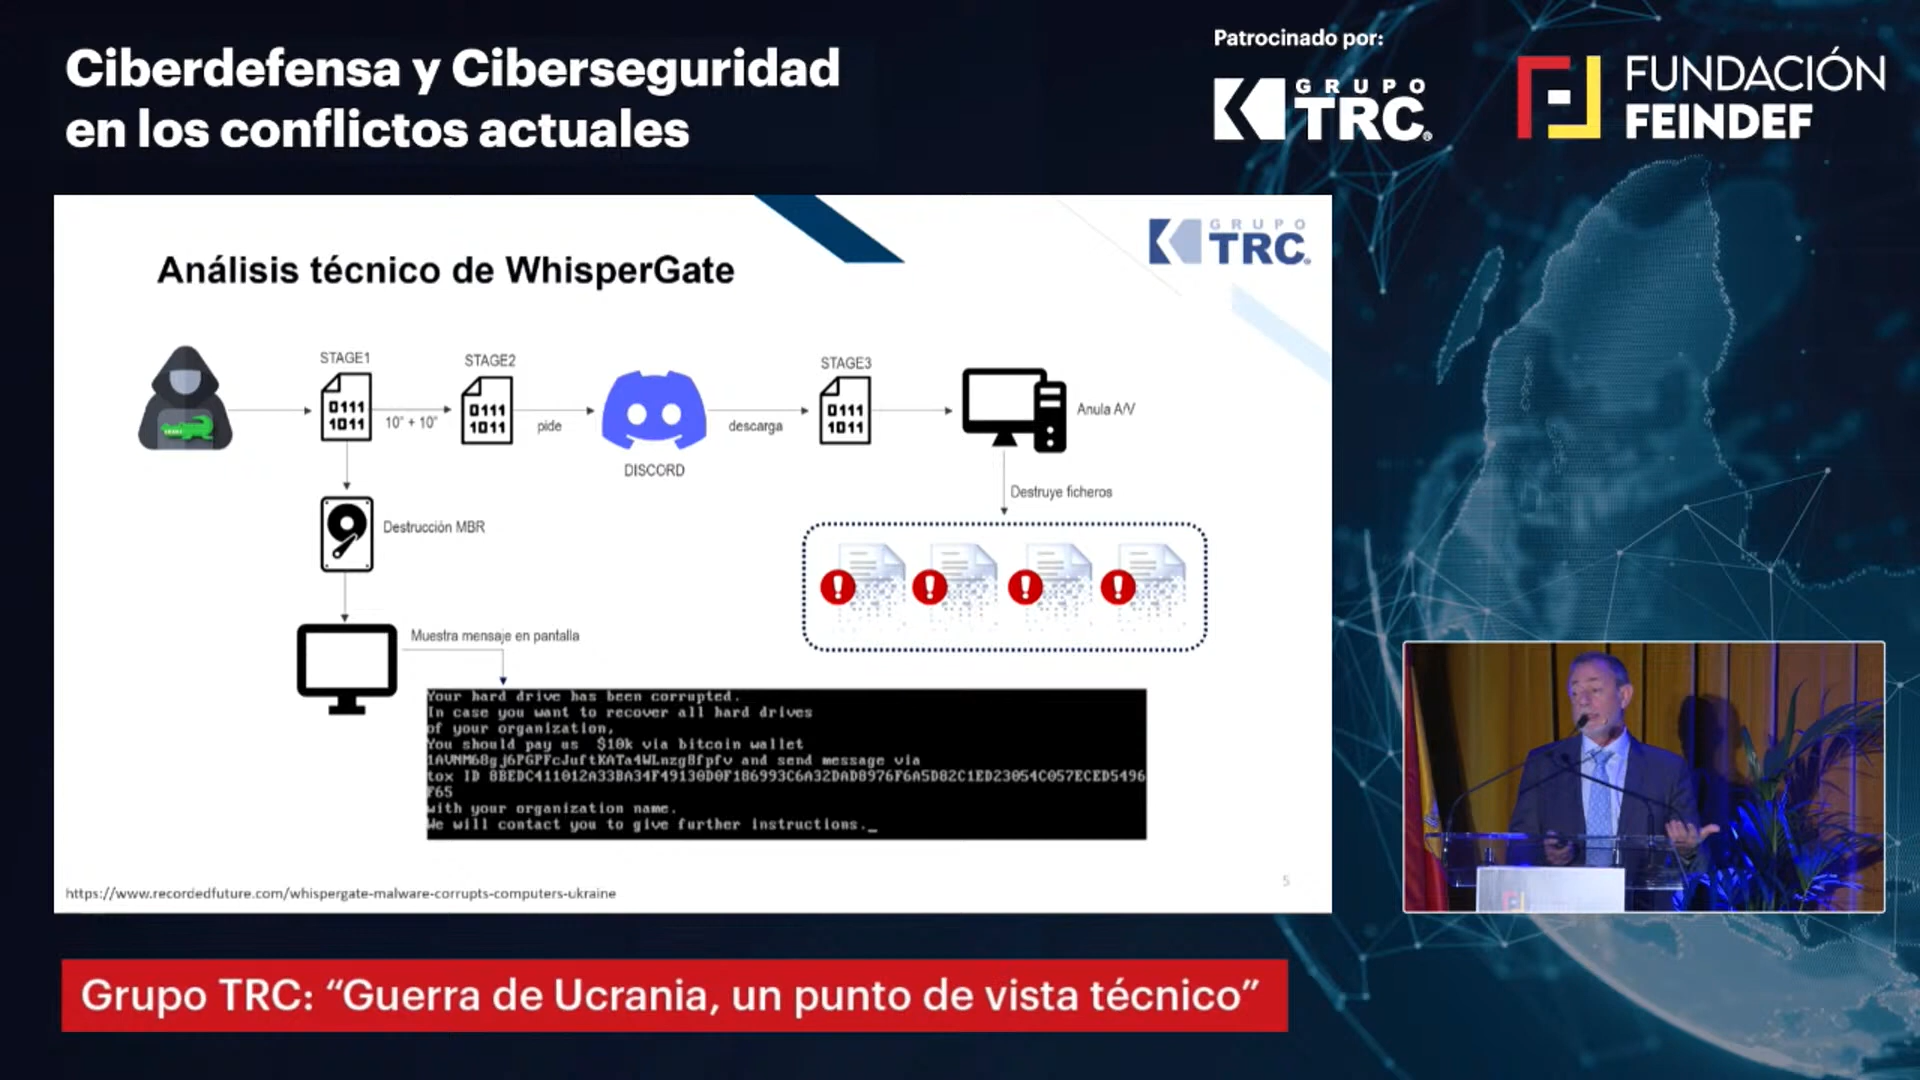 Ciberdefensa y Ciberseguridad
en los conflictos actuales
Patrocinado por:
GRUPO
TRC
FUNDACIÓN
FEINDEF
Análisis técnico de WhisperGate
GRUPO
TRC
STAGE1
STAGE2
STAGE3
0111
1011
10" + 10"
0111
1011
pide
DISCORD
descarga
0111
1011
Anula A/V
Destruye ficheros
Destrucción MBR
Muestra mensaje en pantalla
Your hard drive has been corrupted.
In case you want to recover all hard drives
of your organization,
You should pay us $10k via bitcoin wallet
1AVNM68gj6PGPFcJuftKATa4WLnzg8fpfv and send message via
tox ID 8BEDC411012A33BA34F49130D0F186993C6A32DAD8976F6A5D82C1ED23054C057ECED5496
F65
with your organization name.
We will contact you to give further instructions._
https://www.recordedfuture.com/whispergate-malware-corrupts-computers-ukraine
5
Grupo TRC: “Guerra de Ucrania, un punto de vista técnico”